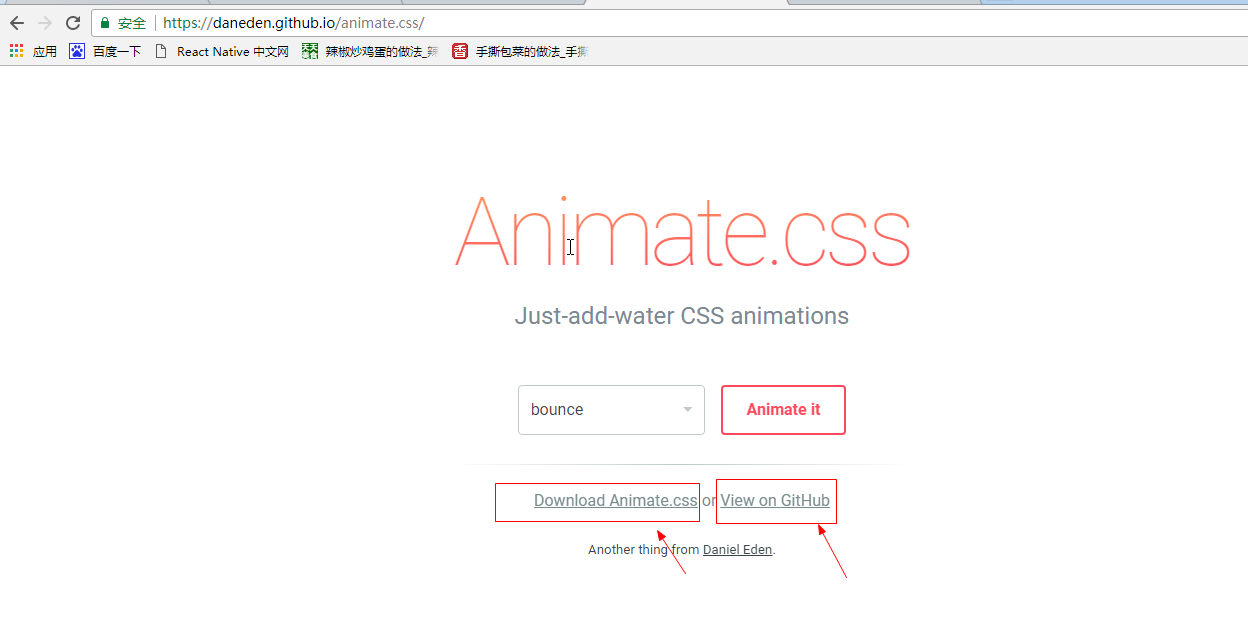 安全 https://daneden.github.io/animate.css/
应用 百度一下 React Native 中文网 辣椒炒鸡蛋的做法_辣 手撕包菜的做法_手撕
Animate.css
Just-add-water CSS animations
bounce Animate it
Download Animate.css or View on GitHub
Another thing from Daniel Eden.